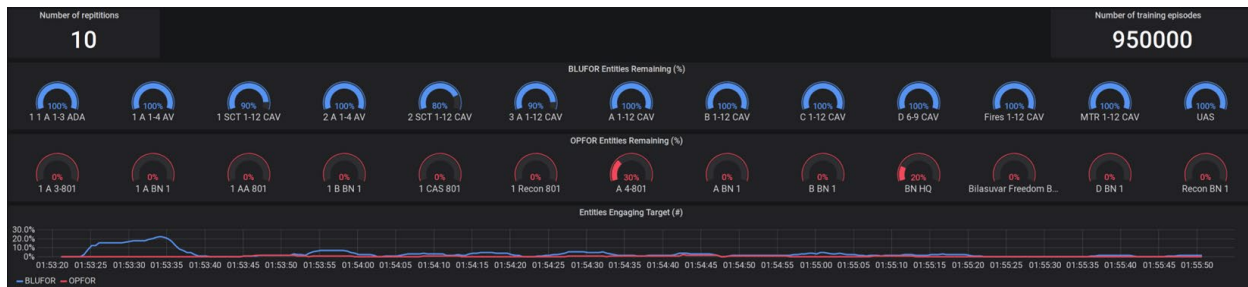 Number of repititions
Number of training episodes
10
950000
BLUFOR Entities Remaining (%)
100% 100% 90% 100% 80% 90% 100% 100% 100% 100% 100% 100% 100%
1 1 A 1-3 ADA 1 A 1-4 AV 1 SCT 1-12 CAV 2 A 1-4 AV 2 SCT 1-12 CAV 3 A 1-12 CAV A 1-12 CAV B 1-12 CAV C 1-12 CAV D 6-9 CAV Fires 1-12 CAV MTR 1-12 CAV UAS
OPFOR Entities Remaining (%)
0% 0% 0% 0% 0% 0% 30% 0% 0% 20% 0% 0% 0%
1 A 3-801 1 A BN 1 1 AA 801 1 B BN 1 1 CAS 801 1 Recon 801 A 4-801 A BN 1 B BN 1 BN HQ Bilasuvar Freedom B... D BN 1 Recon BN 1
Entities Engaging Target (#)
30.0%
20.0%
10.0%
0%
01:53:20 01:53:25 01:53:30 01:53:35 01:53:40 01:53:45 01:53:50 01:53:55 01:54:00 01:54:05 01:54:10 01:54:15 01:54:20 01:54:25 01:54:30 01:54:35 01:54:40 01:54:45 01:54:50 01:54:55 01:55:00 01:55:05 01:55:10 01:55:15 01:55:20 01:55:25 01:55:30 01:55:35 01:55:40 01:55:45 01:55:50
BLUFOR OPFOR